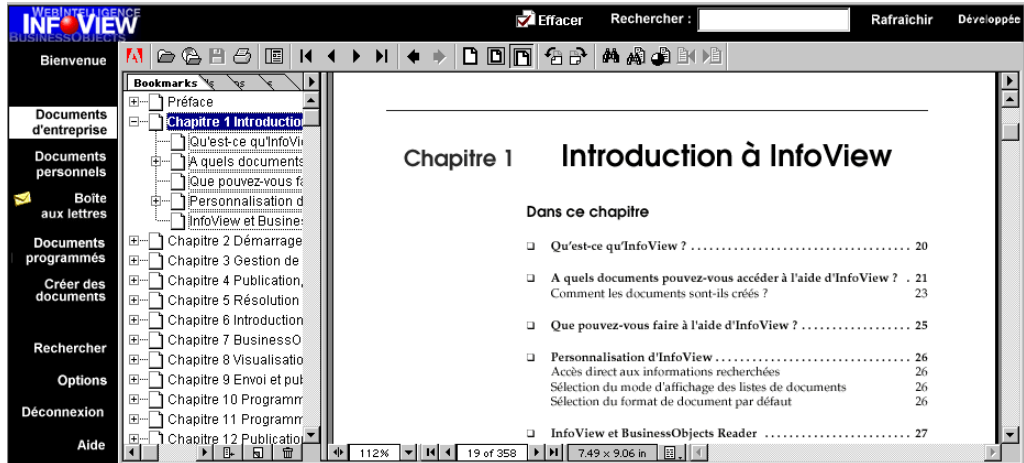 WEBINTELLIGENCE
INFOVIEW
BUSINESSOBJECTS
Effacer
Rechercher :
Rafraîchir
Développée
Bienvenue
Documents
d'entreprise
Documents
personnels
Boîte
aux lettres
Documents
programmés
Créer des
documents
Rechercher
Options
Déconnexion
Aide
Bookmarks
Préface
Chapitre 1 Introductio
Qu'est-ce qu'InfoVi
A quels documents
Que pouvez-vous fa
Personnalisation d
InfoView et Busine
Chapitre 2 Démarrage
Chapitre 3 Gestion de
Chapitre 4 Publication,
Chapitre 5 Résolution
Chapitre 6 Introduction
Chapitre 7 BusinessO
Chapitre 8 Visualisatio
Chapitre 9 Envoi et pub
Chapitre 10 Programm
Chapitre 11 Programm
Chapitre 12 Publication
Chapitre 1 Introduction à InfoView
Dans ce chapitre
❏ Qu'est-ce qu'InfoView ? .................................... 20
❏ A quels documents pouvez-vous accéder à l'aide d'InfoView ? . 21
Comment les documents sont-ils créés ? 23
❏ Que pouvez-vous faire à l'aide d'InfoView ? .................. 25
❏ Personnalisation d'InfoView ................................ 26
Accès direct aux informations recherchées 26
Sélection du mode d'affichage des listes de documents 26
Sélection du format de document par défaut 26
❏ InfoView et BusinessObjects Reader ........................ 27
112%
19 of 358
7.49 x 9.06 in